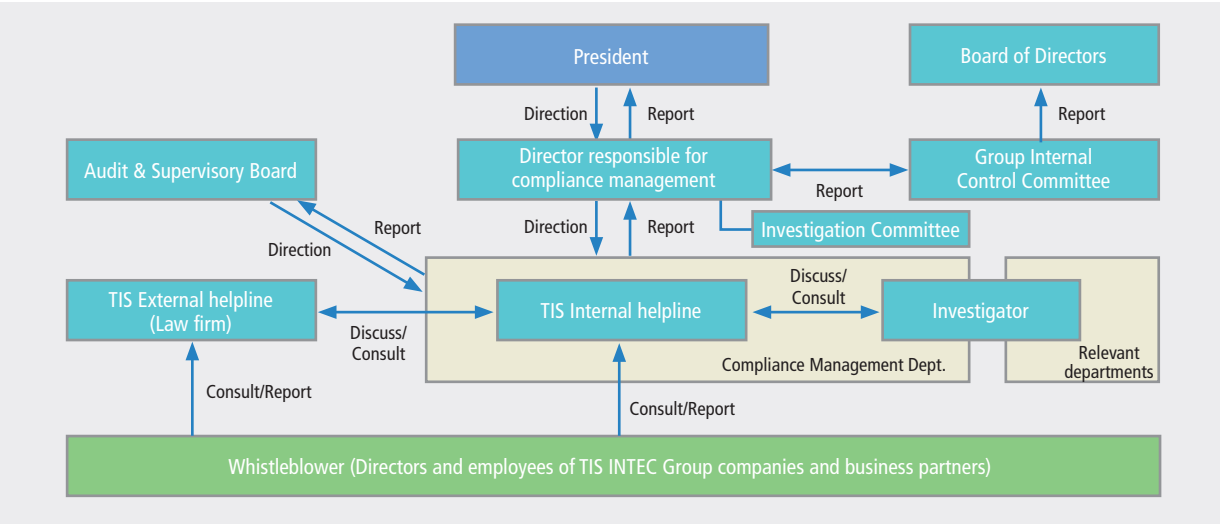 President
Board of Directors
Direction
Report
Report
Audit & Supervisory Board
Director responsible for
compliance management
Group Internal
Control Committee
Report
Investigation Committee
Direction
Report
Report
Direction
TIS External helpline
(Law firm)
Discuss/
Consult
TIS Internal helpline
Discuss/
Consult
Investigator
Compliance Management Dept.
Relevant
departments
Consult/Report
Consult/Report
Whistleblower (Directors and employees of TIS INTEC Group companies and business partners)